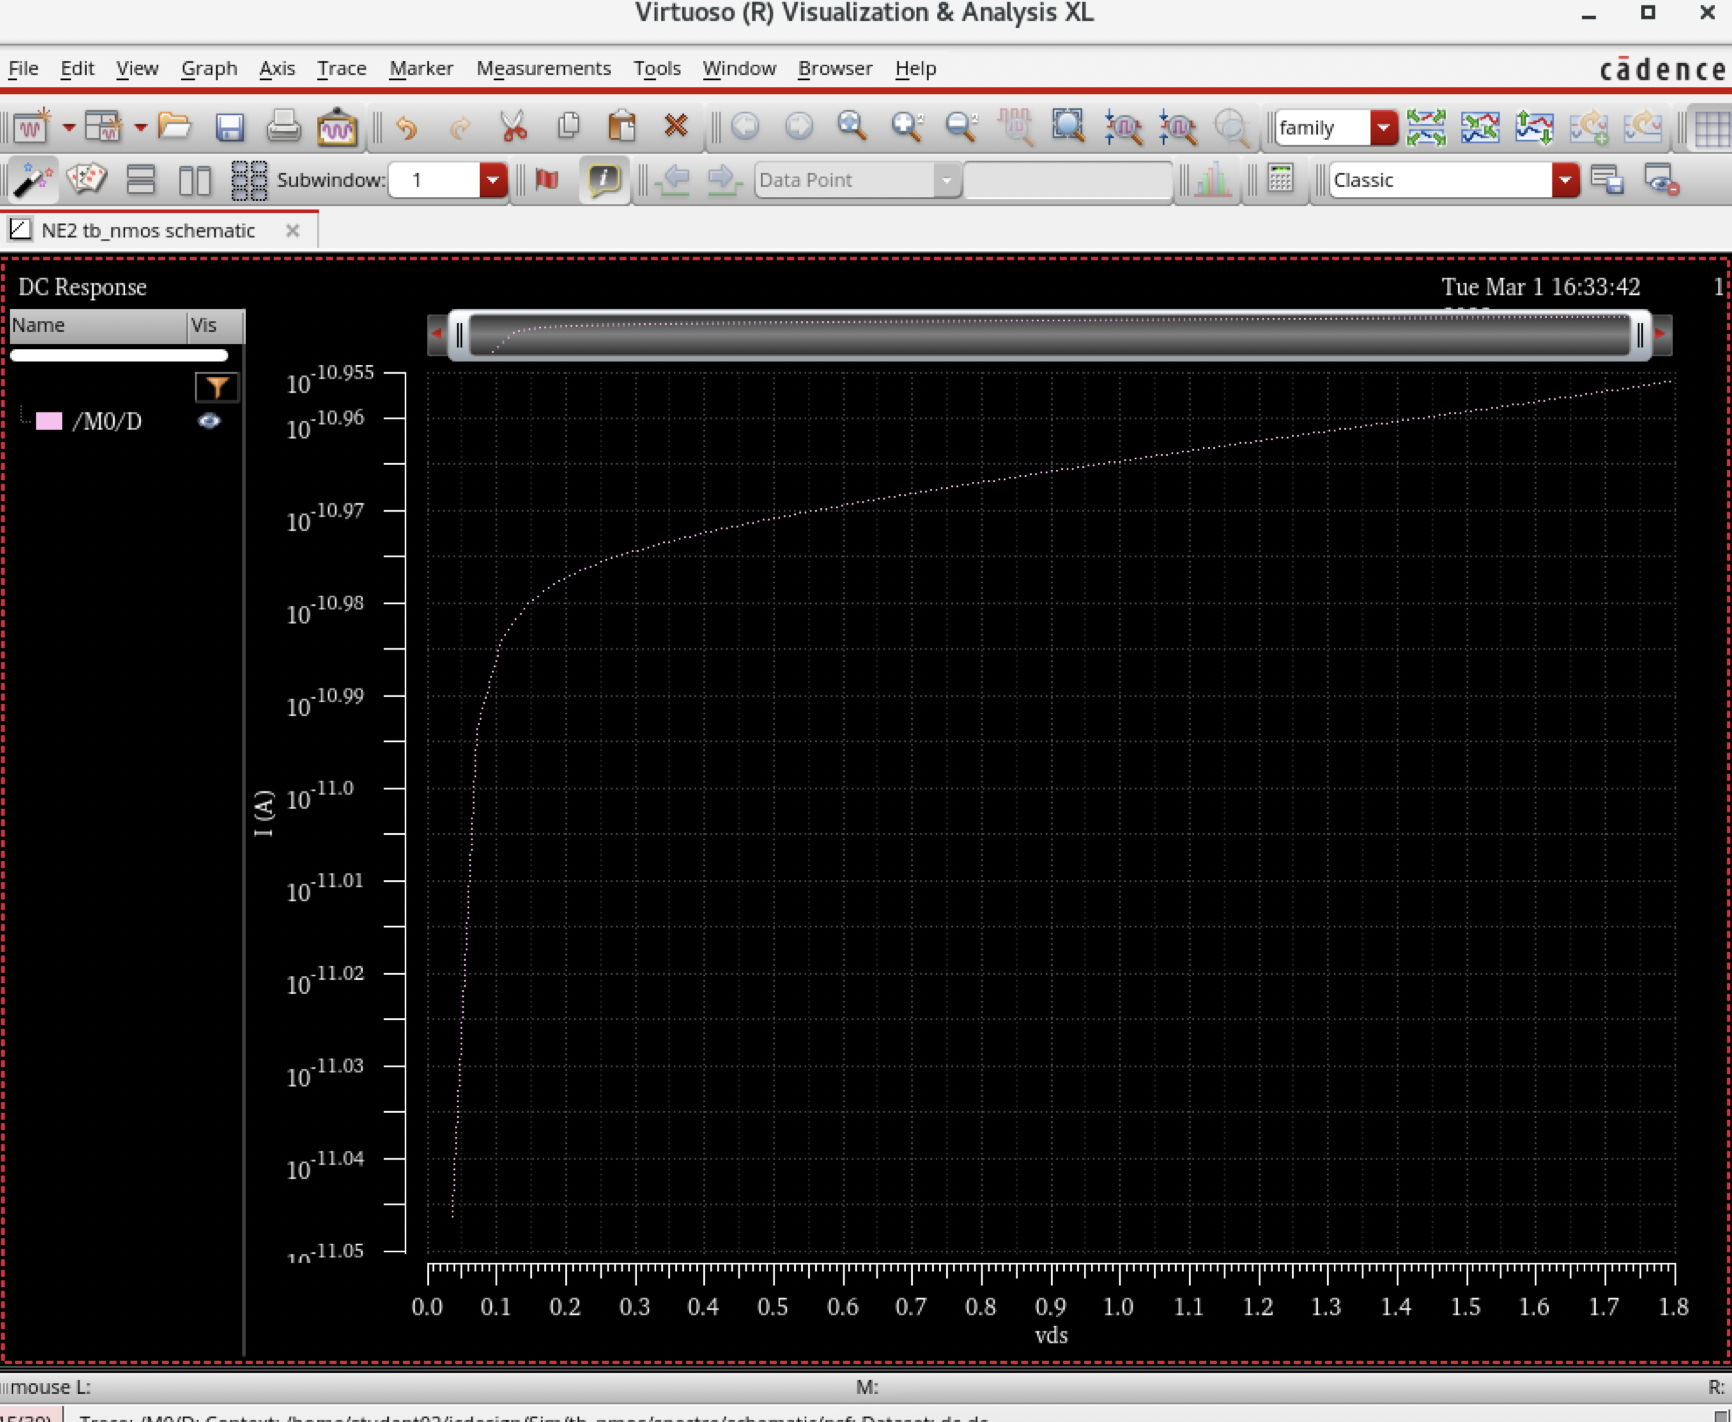 Virtuoso (R) Visualization & Analysis XL
File Edit View Graph Axis Trace Marker Measurements Tools Window Browser Help
cādence
family
Subwindow: 1
Data Point
Classic
NE2 tb_nmos schematic
DC Response
Tue Mar 1 16:33:42
1
Name Vis
/M0/D
10-10.955
10-10.96
10-10.97
10-10.98
10-10.99
10-11.0
10-11.01
10-11.02
10-11.03
10-11.04
10-11.05
I (A)
0.0 0.1 0.2 0.3 0.4 0.5 0.6 0.7 0.8 0.9 1.0 1.1 1.2 1.3 1.4 1.5 1.6 1.7 1.8
vds
mouse L: M: R: